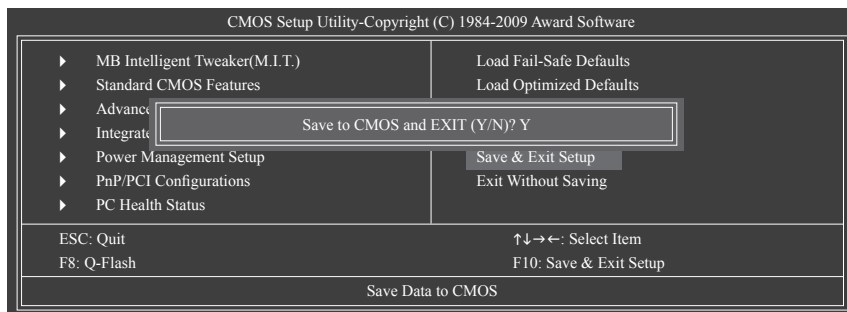 CMOS Setup Utility-Copyright (C) 1984-2009 Award Software
MB Intelligent Tweaker(M.I.T.)
Standard CMOS Features
Advance
Integrate
Power Management Setup
PnP/PCI Configurations
PC Health Status
Load Fail-Safe Defaults
Load Optimized Defaults
Save & Exit Setup
Exit Without Saving
Save to CMOS and EXIT (Y/N)? Y
ESC: Quit
↑↓→←: Select Item
F8: Q-Flash
F10: Save & Exit Setup
Save Data to CMOS